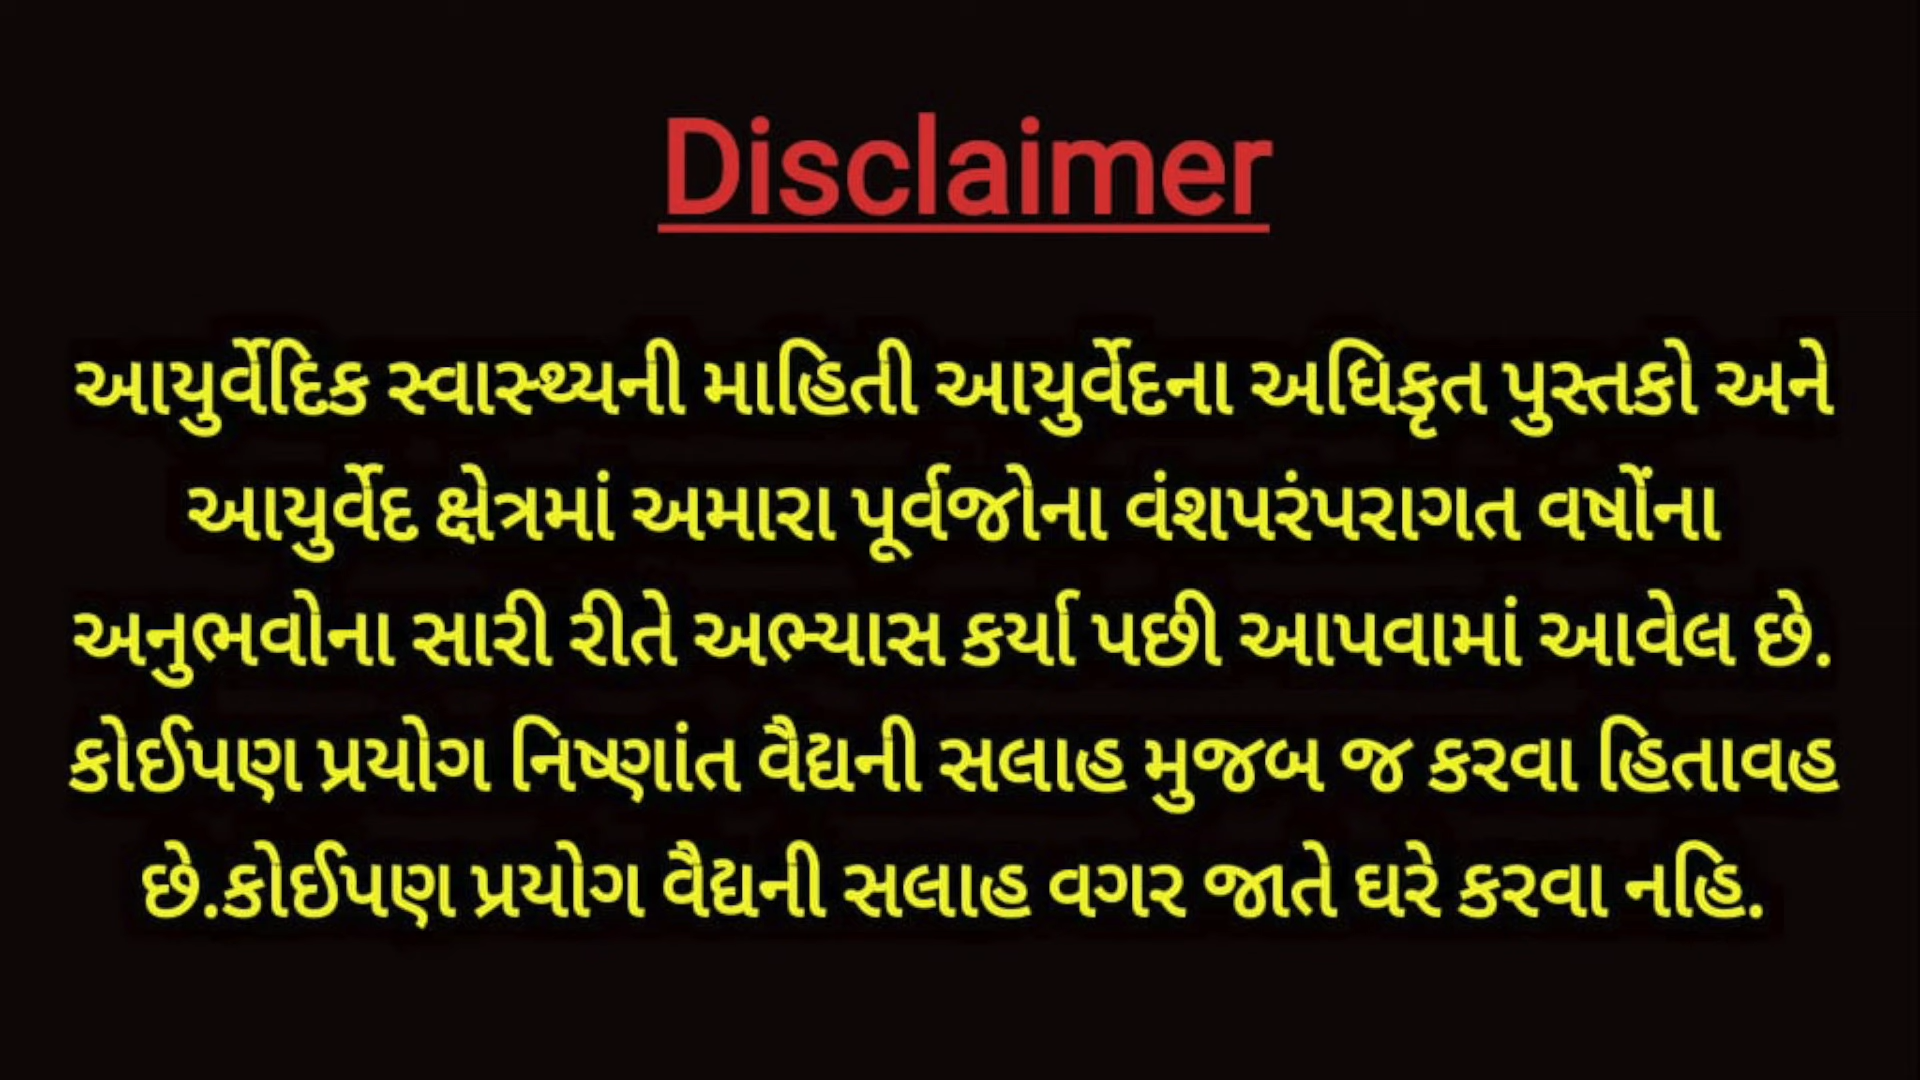 Disclaimer
આયુર્વેદિક સ્વાસ્થ્યની માહિતી આયુર્વેદના અધિકૃત પુસ્તકો અને
આયુર્વેદ ક્ષેત્રમાં અમારા પૂર્વજોના વંશપરંપરાગત વર્ષોના
અનુભવોના સારી રીતે અભ્યાસ કર્યા પછી આપવામાં આવેલ છે.
કોઈપણ પ્રયોગ નિષ્ણાંત વૈદ્યની સલાહ મુજબ જ કરવા હિતાવહ
છે.કોઈપણ પ્રયોગ વૈદ્યની સલાહ વગર જાતે ઘરે કરવા નહિ.